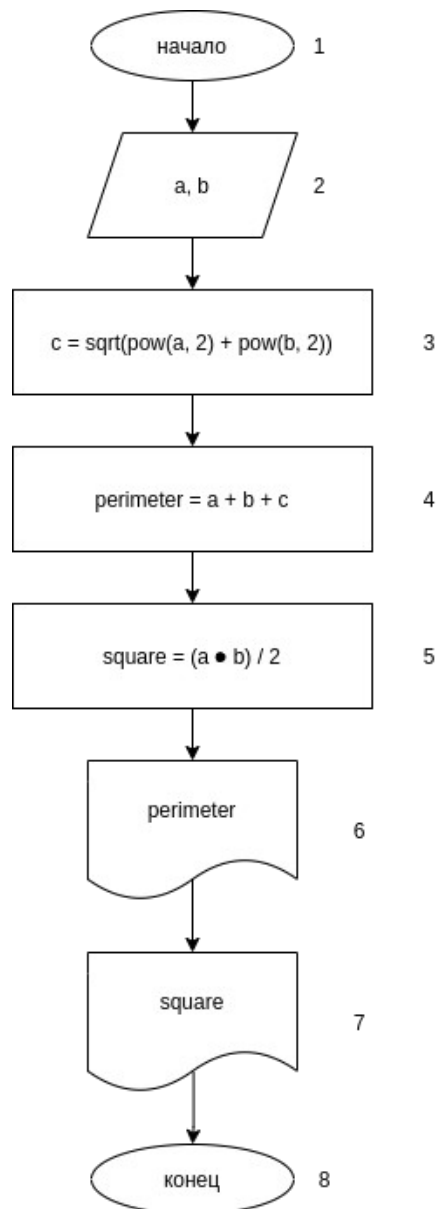 начало 1
a, b 2
c = sqrt(pow(a, 2) + pow(b, 2)) 3
perimeter = a + b + c 4
square = (a ● b) / 2 5
perimeter
6
square
7
конец 8